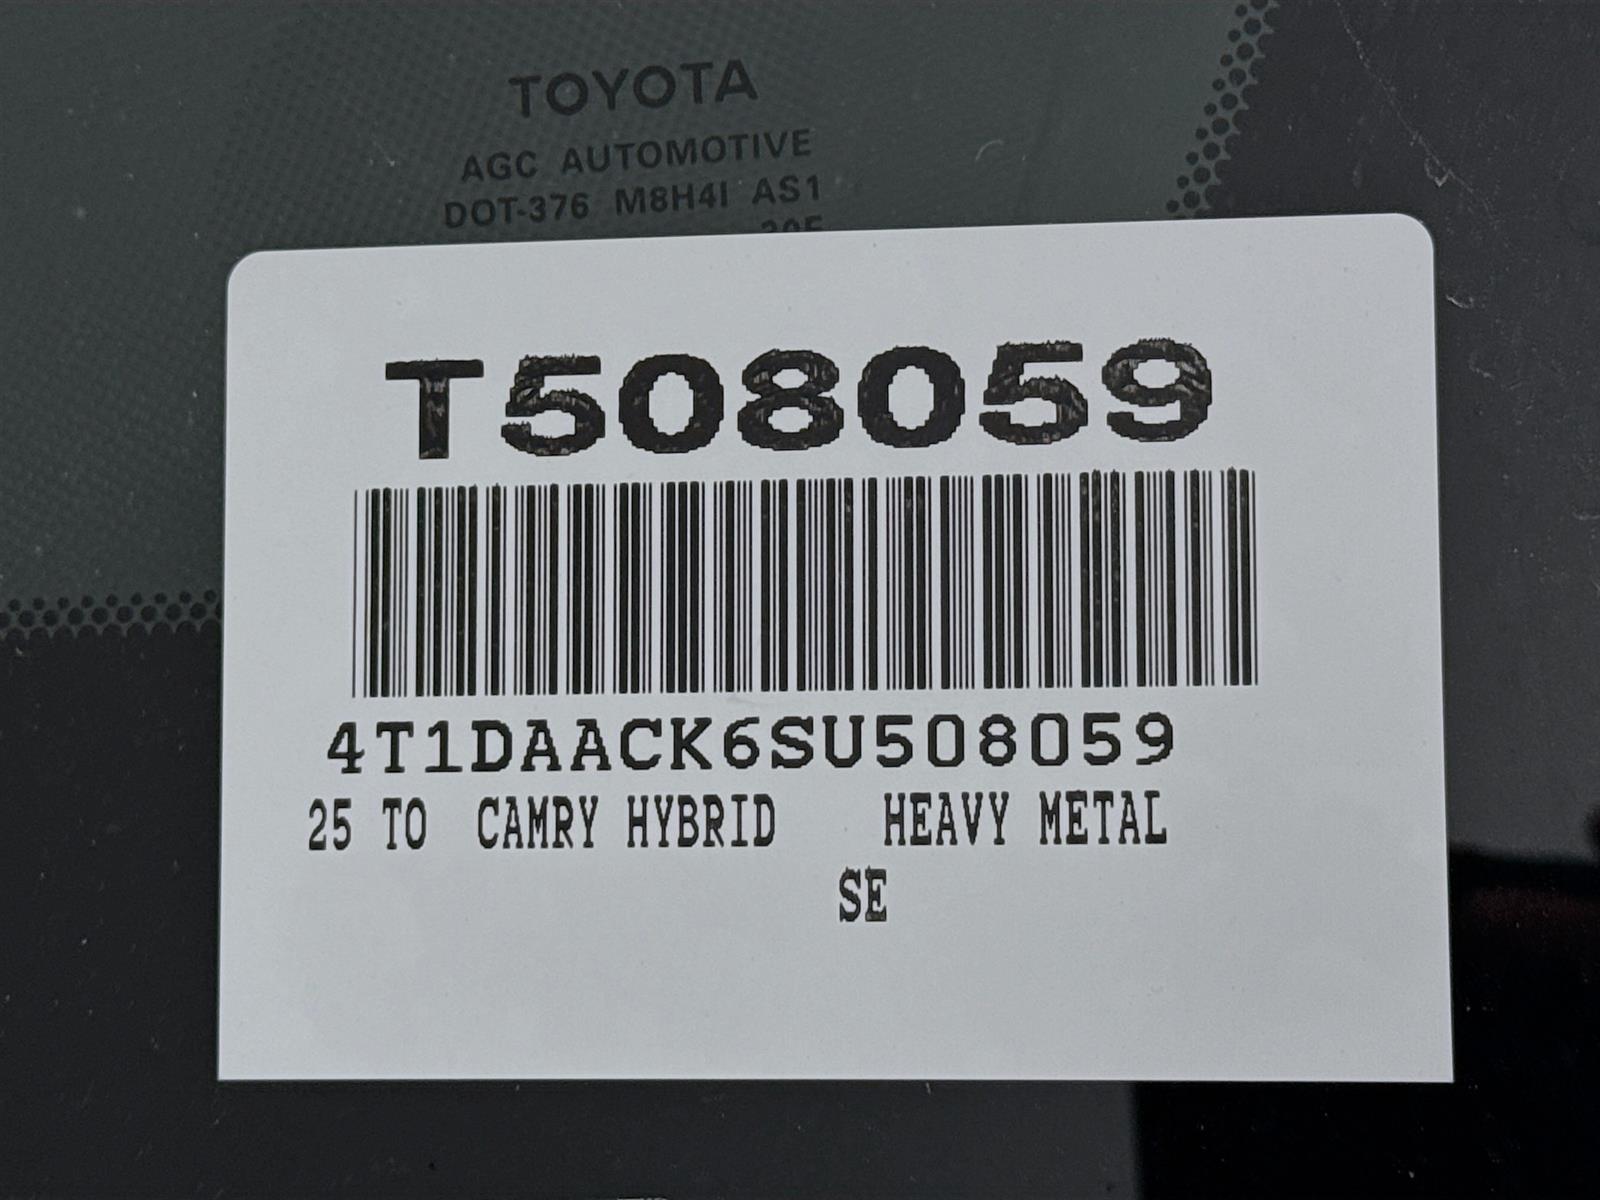 TOYOTA
AGC AUTOMOTIVE
DOT-376 M8H4I AS1
T508059
4T1DAACK6SU508059
25 TO CAMRY HYBRID HEAVY METAL
SE